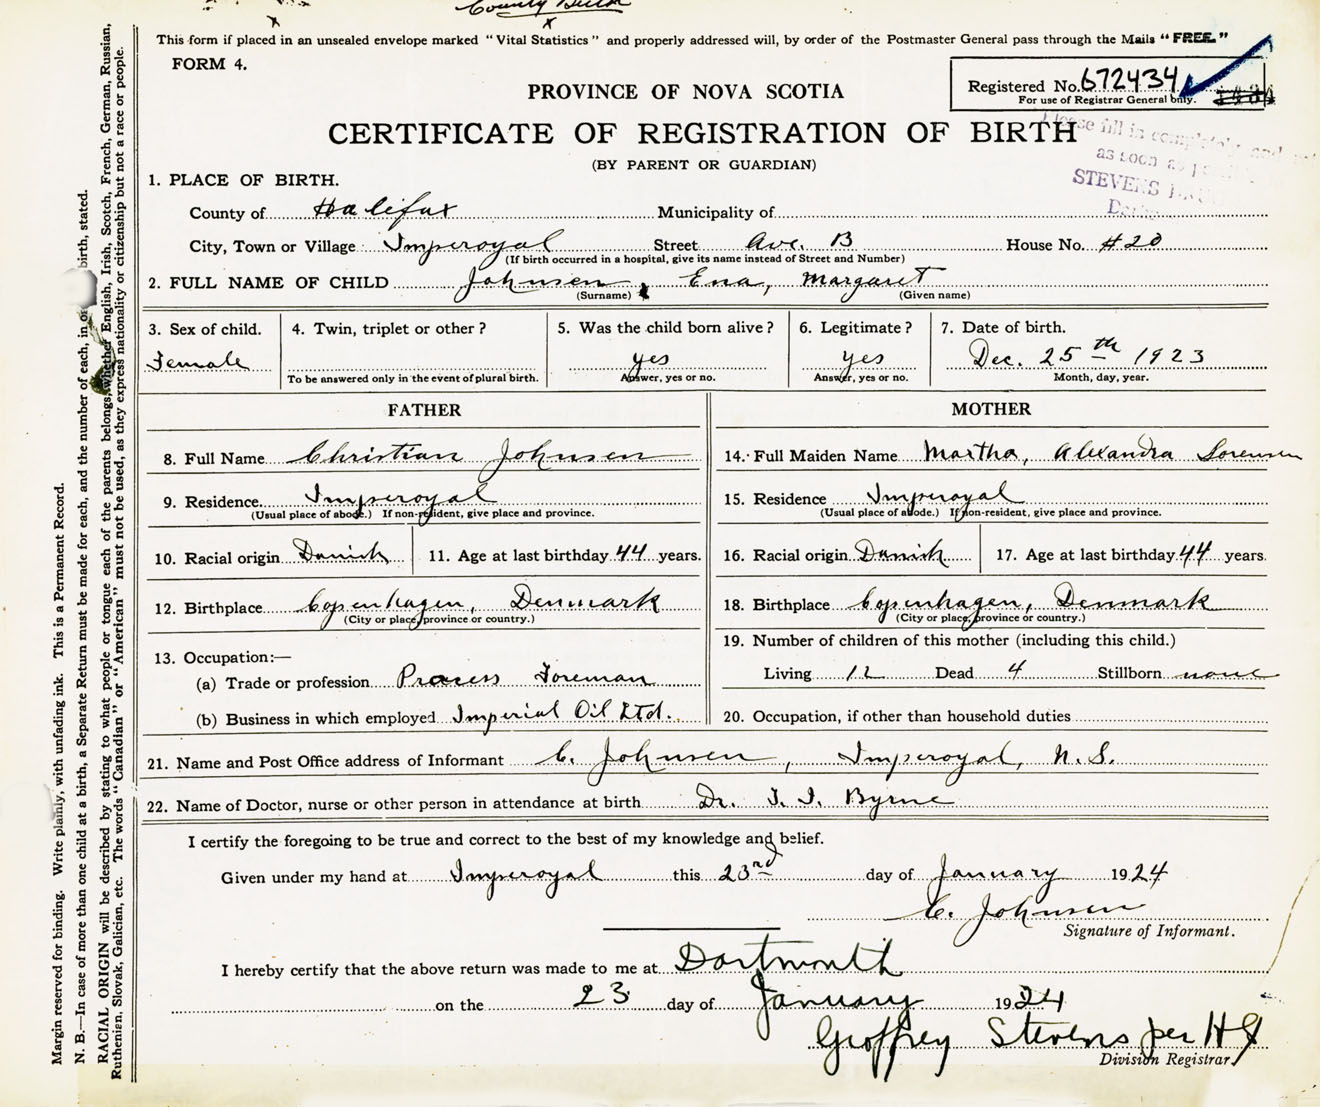 County Birth
This form if placed in an unsealed envelope marked "Vital Statistics" and properly addressed will, by order of the Postmaster General pass through the Mails "FREE."
FORM 4.
Registered No. 672434
For use of Registrar General only.
PROVINCE OF NOVA SCOTIA
CERTIFICATE OF REGISTRATION OF BIRTH
(BY PARENT OR GUARDIAN)
Please fill in completely and
as soon as
STEVENS
1. PLACE OF BIRTH.
County of Halifax Municipality of
City, Town or Village Imperoyal Street Ave. B House No. #20
(If birth occurred in a hospital, give its name instead of Street and Number)
2. FULL NAME OF CHILD Johnsen, Ena, Margaret
(Surname) (Given name)
3. Sex of child. 4. Twin, triplet or other? 5. Was the child born alive? 6. Legitimate? 7. Date of birth.
Female yes yes Dec. 25th 1923
To be answered only in the event of plural birth. Answer, yes or no. Answer, yes or no. Month, day, year.
FATHER
8. Full Name Christian Johnsen
9. Residence Imperoyal
(Usual place of abode.) If non-resident, give place and province.
10. Racial origin Danish 11. Age at last birthday 44 years.
12. Birthplace Copenhagen, Denmark
(City or place, province or country.)
13. Occupation:—
(a) Trade or profession Process Foreman
(b) Business in which employed Imperial Oil Ltd.
MOTHER
14. Full Maiden Name Martha, Alexandra Sorensen
15. Residence Imperoyal
(Usual place of abode.) If non-resident, give place and province.
16. Racial origin Danish 17. Age at last birthday 44 years.
18. Birthplace Copenhagen, Denmark
(City or place, province or country.)
19. Number of children of this mother (including this child.)
Living 12 Dead 4 Stillborn none
20. Occupation, if other than household duties
21. Name and Post Office address of Informant C. Johnsen, Imperoyal, N.S.
22. Name of Doctor, nurse or other person in attendance at birth Dr. T. I. Byrne
I certify the foregoing to be true and correct to the best of my knowledge and belief.
Given under my hand at Imperoyal this 23rd day of January 1924
C. Johnsen
Signature of Informant.
I hereby certify that the above return was made to me at Dartmouth
on the 23 day of January 1924
Geoffrey Stevens per HJ
Division Registrar.
Margin reserved for binding. Write plainly, with unfading ink. This is a Permanent Record.
N. B.—In case of more than one child at a birth, a Separate Return must be made for each, and the number of each, in of birth, stated.
RACIAL ORIGIN will be described by stating to what people or tongue each of the parents belongs, whether English, Irish, Scotch, French, German, Russian,
Ruthenian, Slovak, Galician, etc. The words "Canadian" or "American" must not be used, as they express nationality or citizenship but not a race or people.